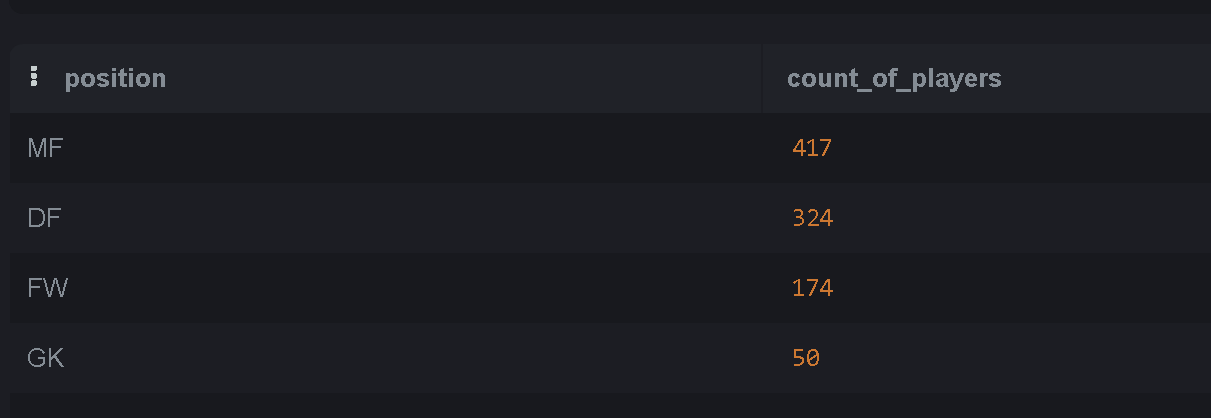 position count_of_players
MF 417
DF 324
FW 174
GK 50